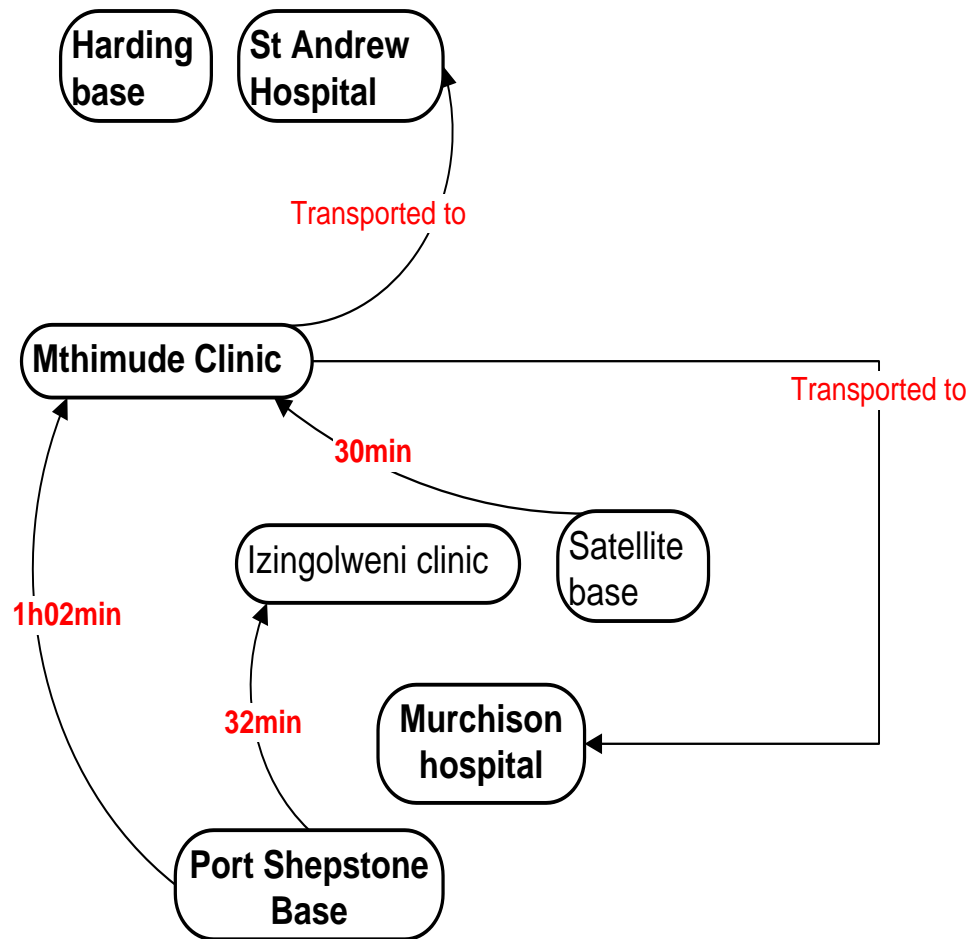 Harding
base
St Andrew
Hospital
Transported to
Mthimude Clinic
Transported to
30min
Izingolweni clinic
Satellite
base
1h02min
32min
Murchison
hospital
Port Shepstone
Base